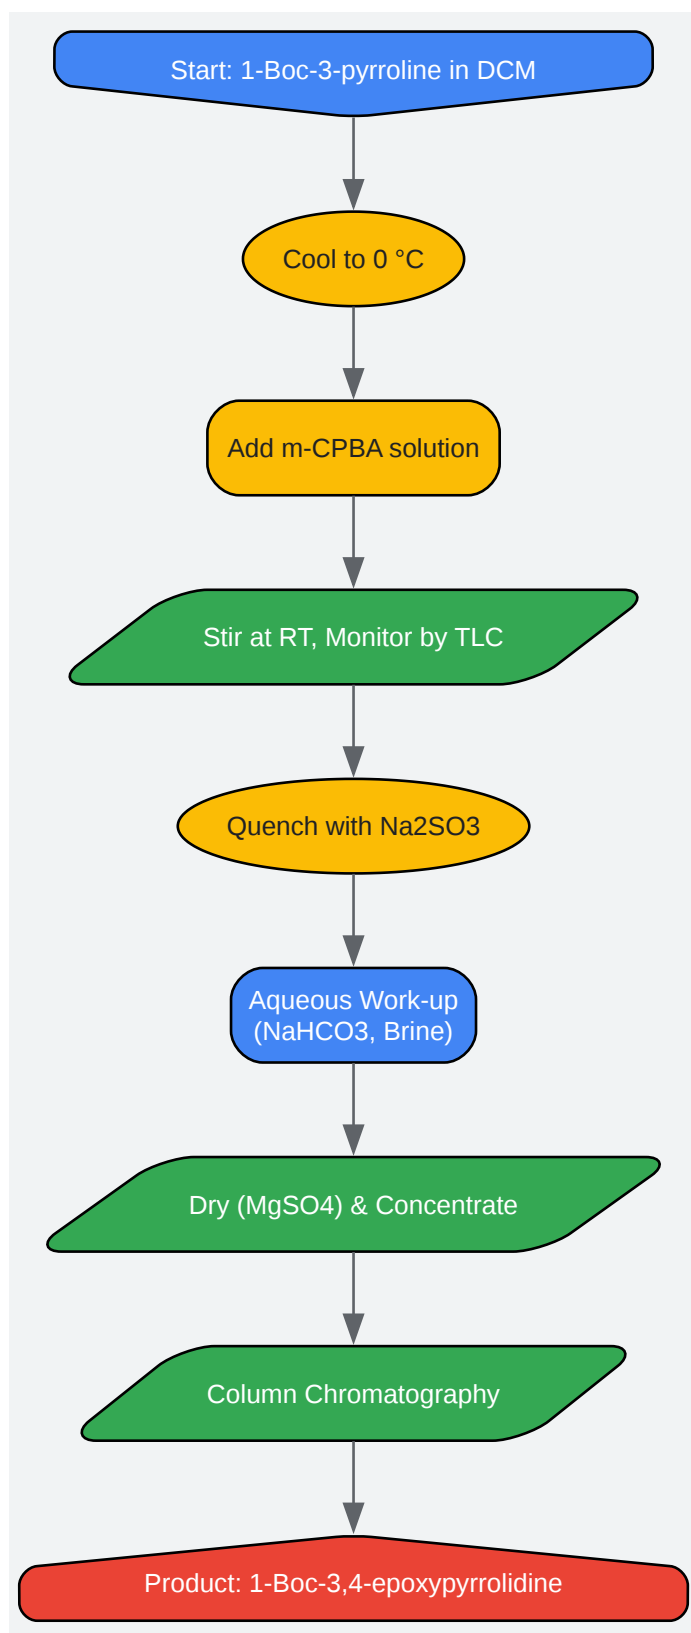 Start: 1-Boc-3-pyrroline in DCM
Cool to 0 °C
Add m-CPBA solution
Stir at RT, Monitor by TLC
Quench with Na2SO3
Aqueous Work-up
(NaHCO3, Brine)
Dry (MgSO4) & Concentrate
Column Chromatography
Product: 1-Boc-3,4-epoxypyrrolidine